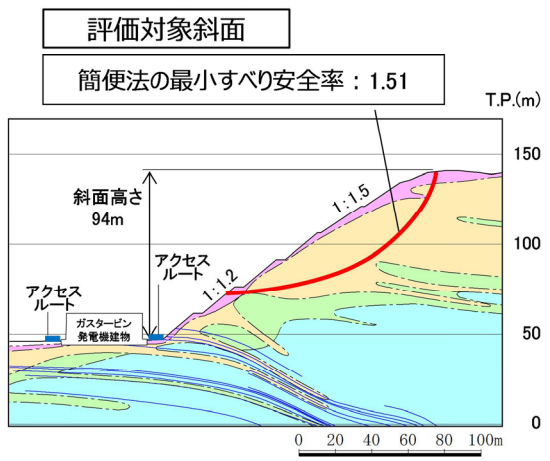 評価対象斜面
簡便法の最小すべり安全率：1.51
T.P.(m)
150
斜面高さ
94m
1:1.5
100
アクセス
ルート
1:1.2
アクセス
ルート
ガスタービン
発電機建物
50
0
0 20 40 60 80 100m